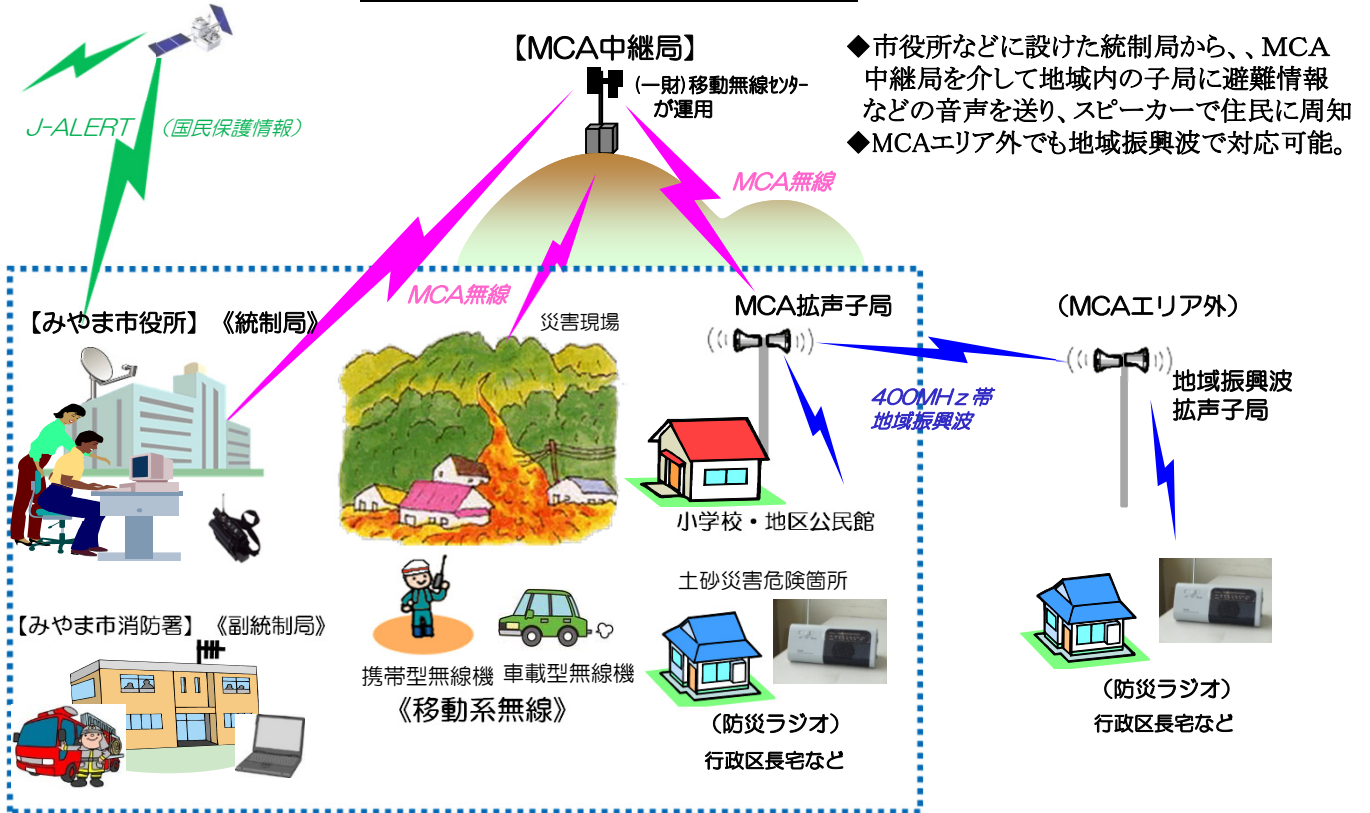 【MCA中継局】
(一財)移動無線センター
が運用
◆市役所などに設けた統制局から、、MCA
中継局を介して地域内の子局に避難情報
などの音声を送り、スピーカーで住民に周知
◆MCAエリア外でも地域振興波で対応可能。
J-ALERT （国民保護情報）
MCA無線
MCA無線
【みやま市役所】《統制局》
災害現場
MCA拡声子局
（MCAエリア外）
400MHｚ帯
地域振興波
地域振興波
拡声子局
小学校・地区公民館
土砂災害危険箇所
【みやま市消防署】《副統制局》
携帯型無線機
車載型無線機
《移動系無線》
（防災ラジオ）
行政区長宅など
（防災ラジオ）
行政区長宅など